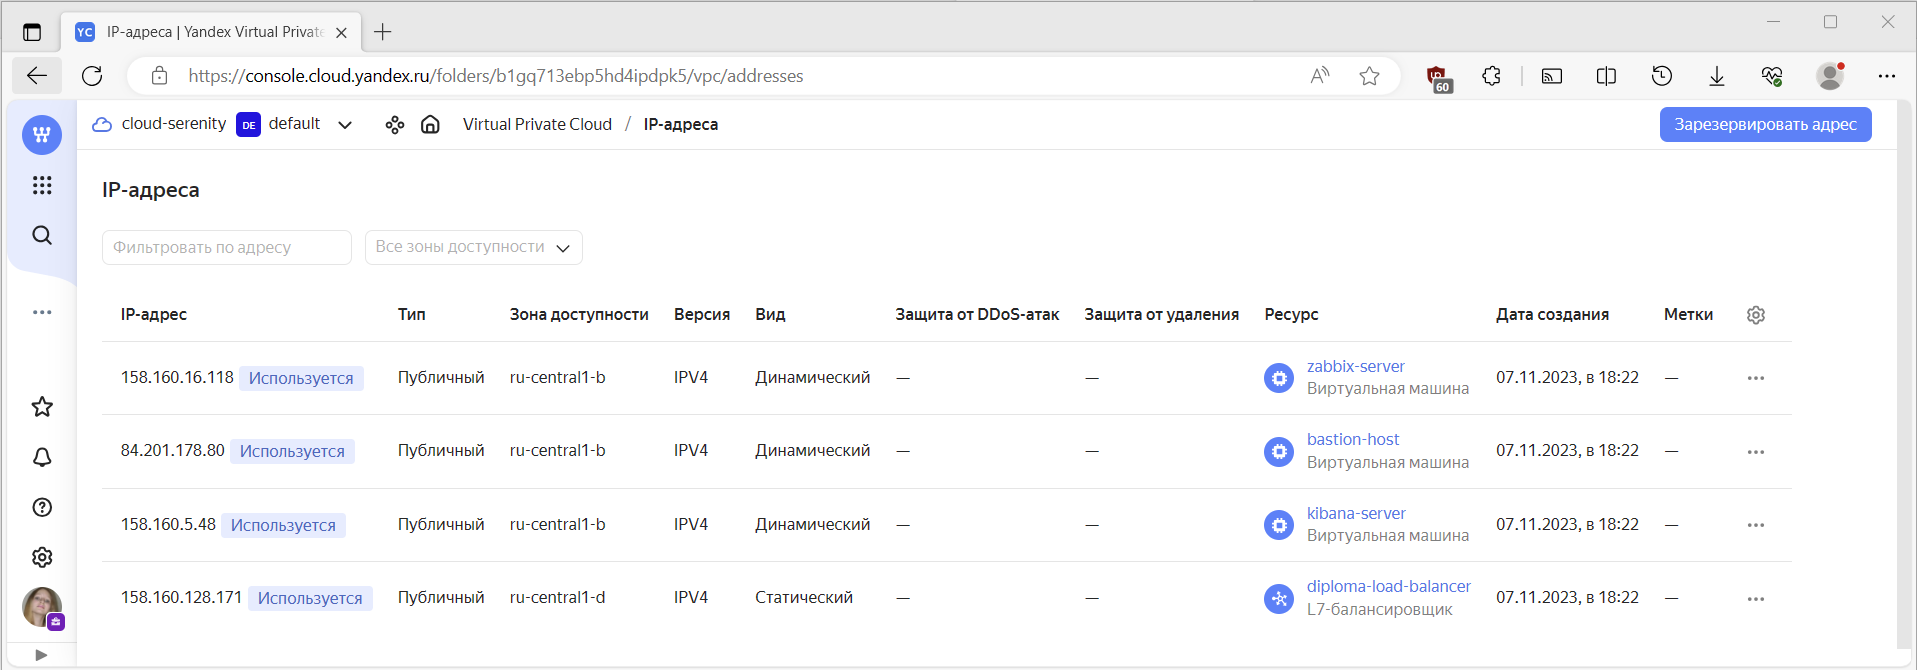 YC IP-адреса | Yandex Virtual Private
https://console.cloud.yandex.ru/folders/b1gq713ebp5hd4ipdpk5/vpc/addresses
60
cloud-serenity DE default Virtual Private Cloud / IP-адреса Зарезервировать адрес
IP-адреса
Фильтровать по адресу Все зоны доступности
IP-адрес Тип Зона доступности Версия Вид Защита от DDoS-атак Защита от удаления Ресурс Дата создания Метки
158.160.16.118 Используется Публичный ru-central1-b IPV4 Динамический — — zabbix-server 07.11.2023, в 18:22 —
Виртуальная машина
84.201.178.80 Используется Публичный ru-central1-b IPV4 Динамический — — bastion-host 07.11.2023, в 18:22 —
Виртуальная машина
158.160.5.48 Используется Публичный ru-central1-b IPV4 Динамический — — kibana-server 07.11.2023, в 18:22 —
Виртуальная машина
158.160.128.171 Используется Публичный ru-central1-d IPV4 Статический — — diploma-load-balancer 07.11.2023, в 18:22 —
L7-балансировщик